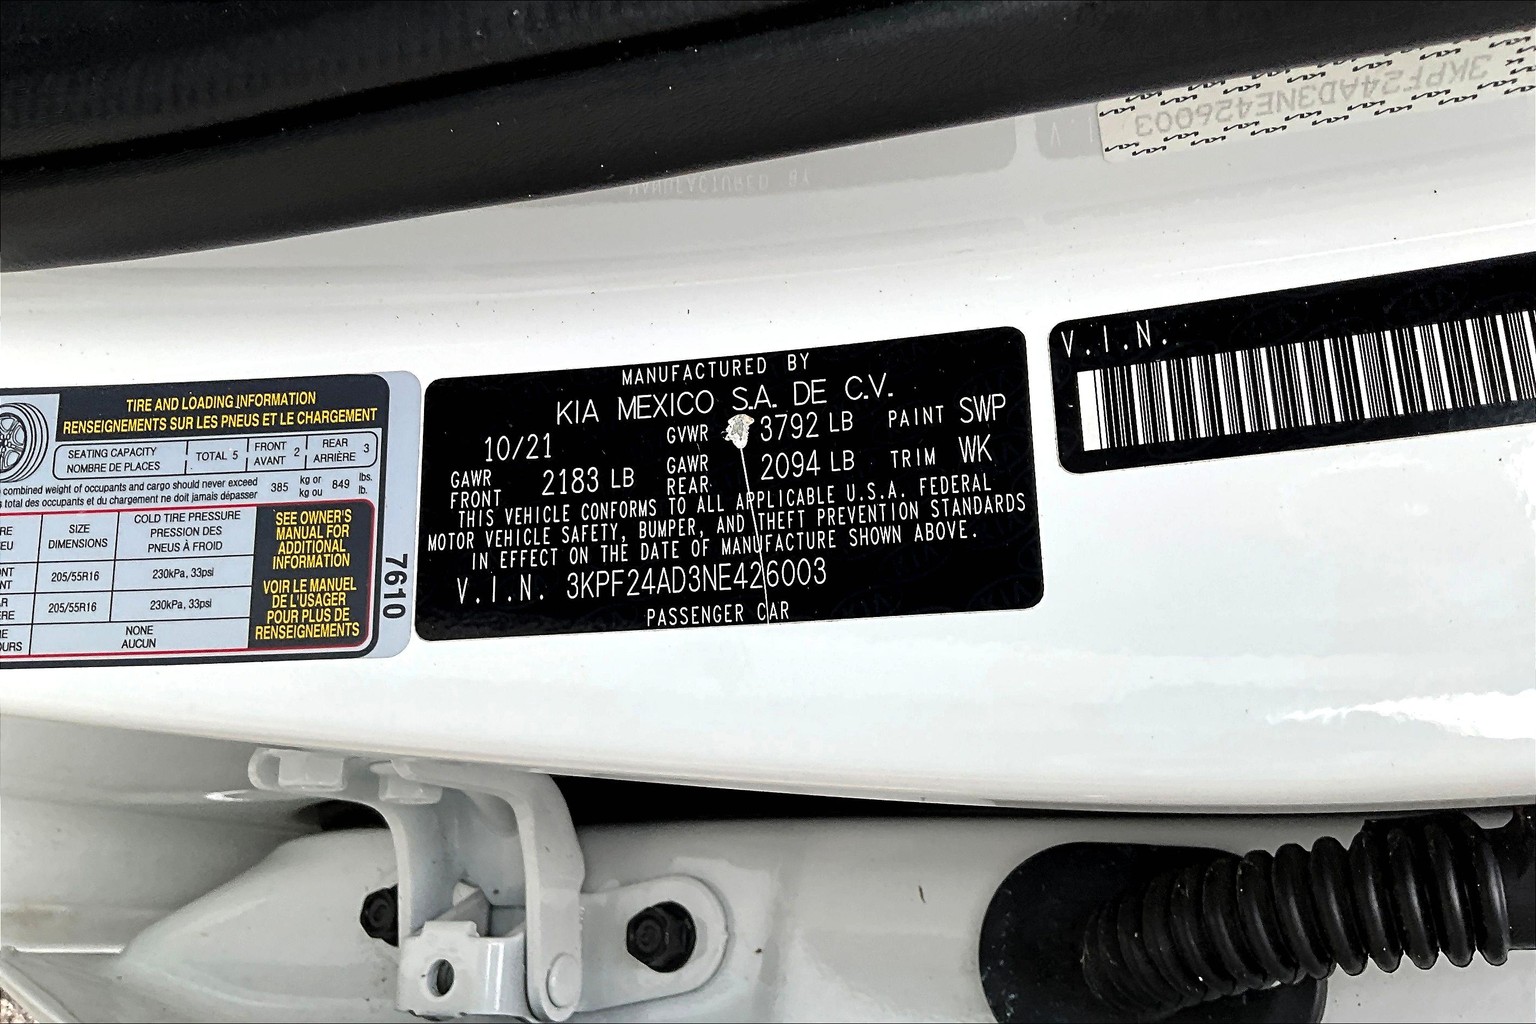 3KPF24AD3NE426003
MANUFACTURED BY
TIRE AND LOADING INFORMATION
RENSEIGNEMENTS SUR LES PNEUS ET LE CHARGEMENT
SEATING CAPACITY
NOMBRE DE PLACES
TOTAL 5
FRONT
AVANT 2
REAR
ARRIÈRE 3
combined weight of occupants and cargo should never exceed
total des occupants et du chargement ne doit jamais dépasser
385 kg or
kg ou
849 lbs.
lb.
SIZE
DIMENSIONS
COLD TIRE PRESSURE
PRESSION DES
PNEUS À FROID
205/55R16 230kPa, 33psi
205/55R16 230kPa, 33psi
NONE
AUCUN
SEE OWNER'S
MANUAL FOR
ADDITIONAL
INFORMATION
VOIR LE MANUEL
DE L'USAGER
POUR PLUS DE
RENSEIGNEMENTS
7610
MANUFACTURED BY
KIA MEXICO S.A. DE C.V.
10/21 GVWR 3792 LB PAINT SWP
GAWR
FRONT 2183 LB GAWR
REAR 2094 LB TRIM WK
THIS VEHICLE CONFORMS TO ALL APPLICABLE U.S.A. FEDERAL
MOTOR VEHICLE SAFETY, BUMPER, AND THEFT PREVENTION STANDARDS
IN EFFECT ON THE DATE OF MANUFACTURE SHOWN ABOVE.
V.I.N. 3KPF24AD3NE426003
PASSENGER CAR
V.I.N.